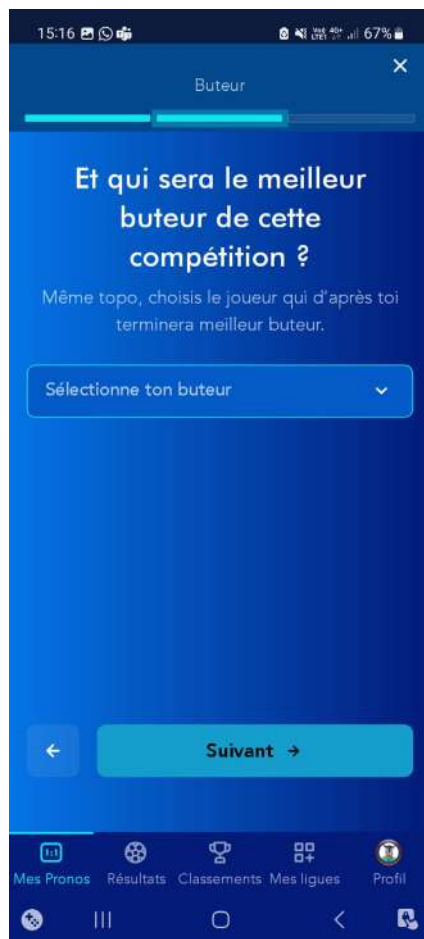 15:16 67%
Buteur
Et qui sera le meilleur
buteur de cette
compétition ?
Même topo, choisis le joueur qui d'après toi
terminera meilleur buteur.
Sélectionne ton buteur
Suivant →
Mes Pronos Résultats Classements Mes ligues Profil